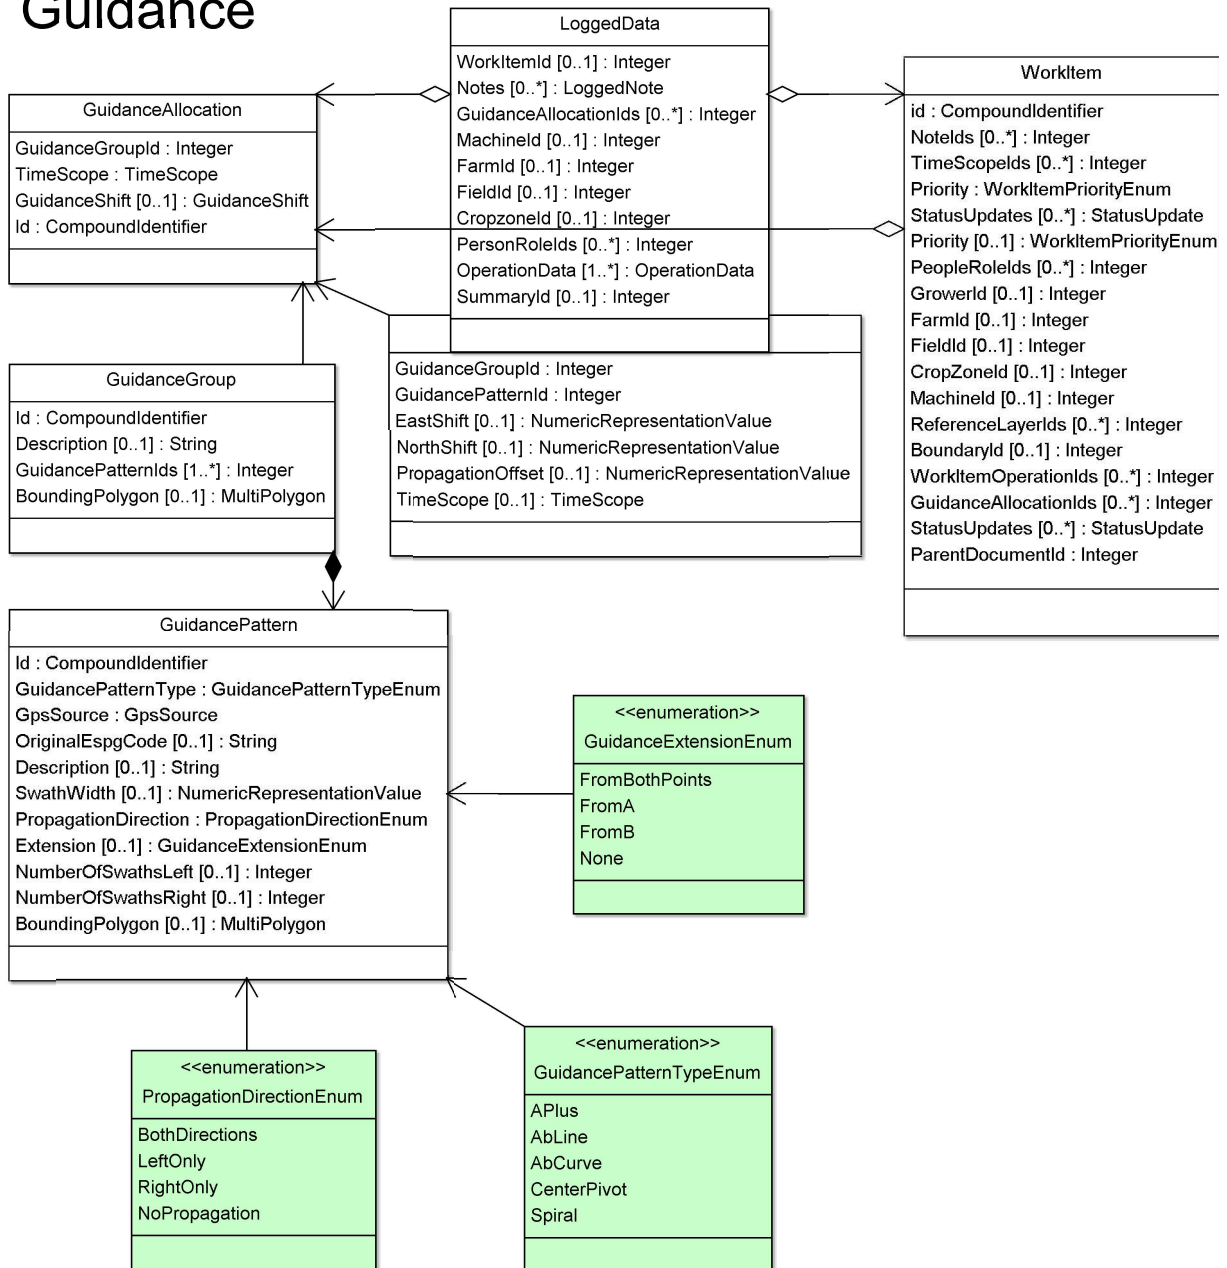 Guidance
LoggedData
WorkItemId [0..1] : Integer
Notes [0..*] : LoggedNote
GuidanceAllocationIds [0..*] : Integer
MachineId [0..1] : Integer
FarmId [0..1] : Integer
FieldId [0..1] : Integer
CropzoneId [0..1] : Integer
PersonRoleIds [0..*] : Integer
OperationData [1..*] : OperationData
SummaryId [0..1] : Integer
WorkItem
id : CompoundIdentifier
NoteIds [0..*] : Integer
TimeScopeIds [0..*] : Integer
Priority : WorkItemPriorityEnum
StatusUpdates [0..*] : StatusUpdate
Priority [0..1] : WorkItemPriorityEnum
PeopleRoleIds [0..*] : Integer
GrowerId [0..1] : Integer
FarmId [0..1] : Integer
FieldId [0..1] : Integer
CropZoneId [0..1] : Integer
MachineId [0..1] : Integer
ReferenceLayerIds [0..*] : Integer
BoundaryId [0..1] : Integer
WorkItemOperationIds [0..*] : Integer
GuidanceAllocationIds [0..*] : Integer
StatusUpdates [0..*] : StatusUpdate
ParentDocumentId : Integer
GuidanceAllocation
GuidanceGroupId : Integer
TimeScope : TimeScope
GuidanceShift [0..1] : GuidanceShift
Id : CompoundIdentifier
GuidanceGroupId : Integer
GuidancePatternId : Integer
EastShift [0..1] : NumericRepresentationValue
NorthShift [0..1] : NumericRepresentationValue
PropagationOffset [0..1] : NumericRepresentationValue
TimeScope [0..1] : TimeScope
GuidanceGroup
Id : CompoundIdentifier
Description [0..1] : String
GuidancePatternIds [1..*] : Integer
BoundingPolygon [0..1] : MultiPolygon
GuidancePattern
Id : CompoundIdentifier
GuidancePatternType : GuidancePatternTypeEnum
GpsSource : GpsSource
OriginalEspgCode [0..1] : String
Description [0..1] : String
SwathWidth [0..1] : NumericRepresentationValue
PropagationDirection : PropagationDirectionEnum
Extension [0..1] : GuidanceExtensionEnum
NumberOfSwathsLeft [0..1] : Integer
NumberOfSwathsRight [0..1] : Integer
BoundingPolygon [0..1] : MultiPolygon
<<enumeration>>
GuidanceExtensionEnum
FromBothPoints
FromA
FromB
None
<<enumeration>>
PropagationDirectionEnum
BothDirections
LeftOnly
RightOnly
NoPropagation
<<enumeration>>
GuidancePatternTypeEnum
APlus
AbLine
AbCurve
CenterPivot
Spiral